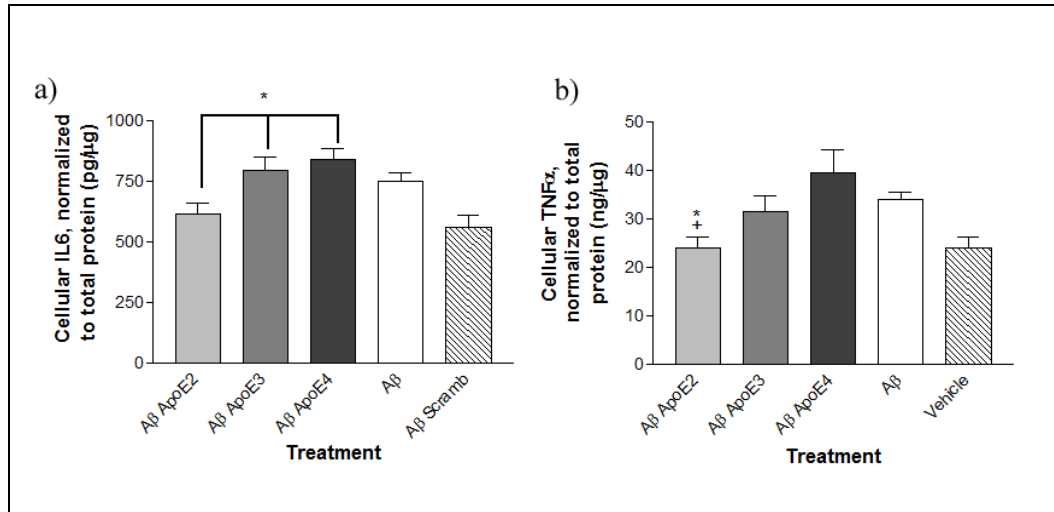 a)
*
Cellular IL6, normalized
to total protein (pg/µg)
1000
750
500
250
0
Aβ ApoE2
Aβ ApoE3
Aβ ApoE4
Aβ
Aβ Scramb
Treatment
b)
Cellular TNFα,
normalized to total
protein (ng/µg)
50
40
30
20
10
0
*
+
Aβ ApoE2
Aβ ApoE3
Aβ ApoE4
Aβ
Vehicle
Treatment